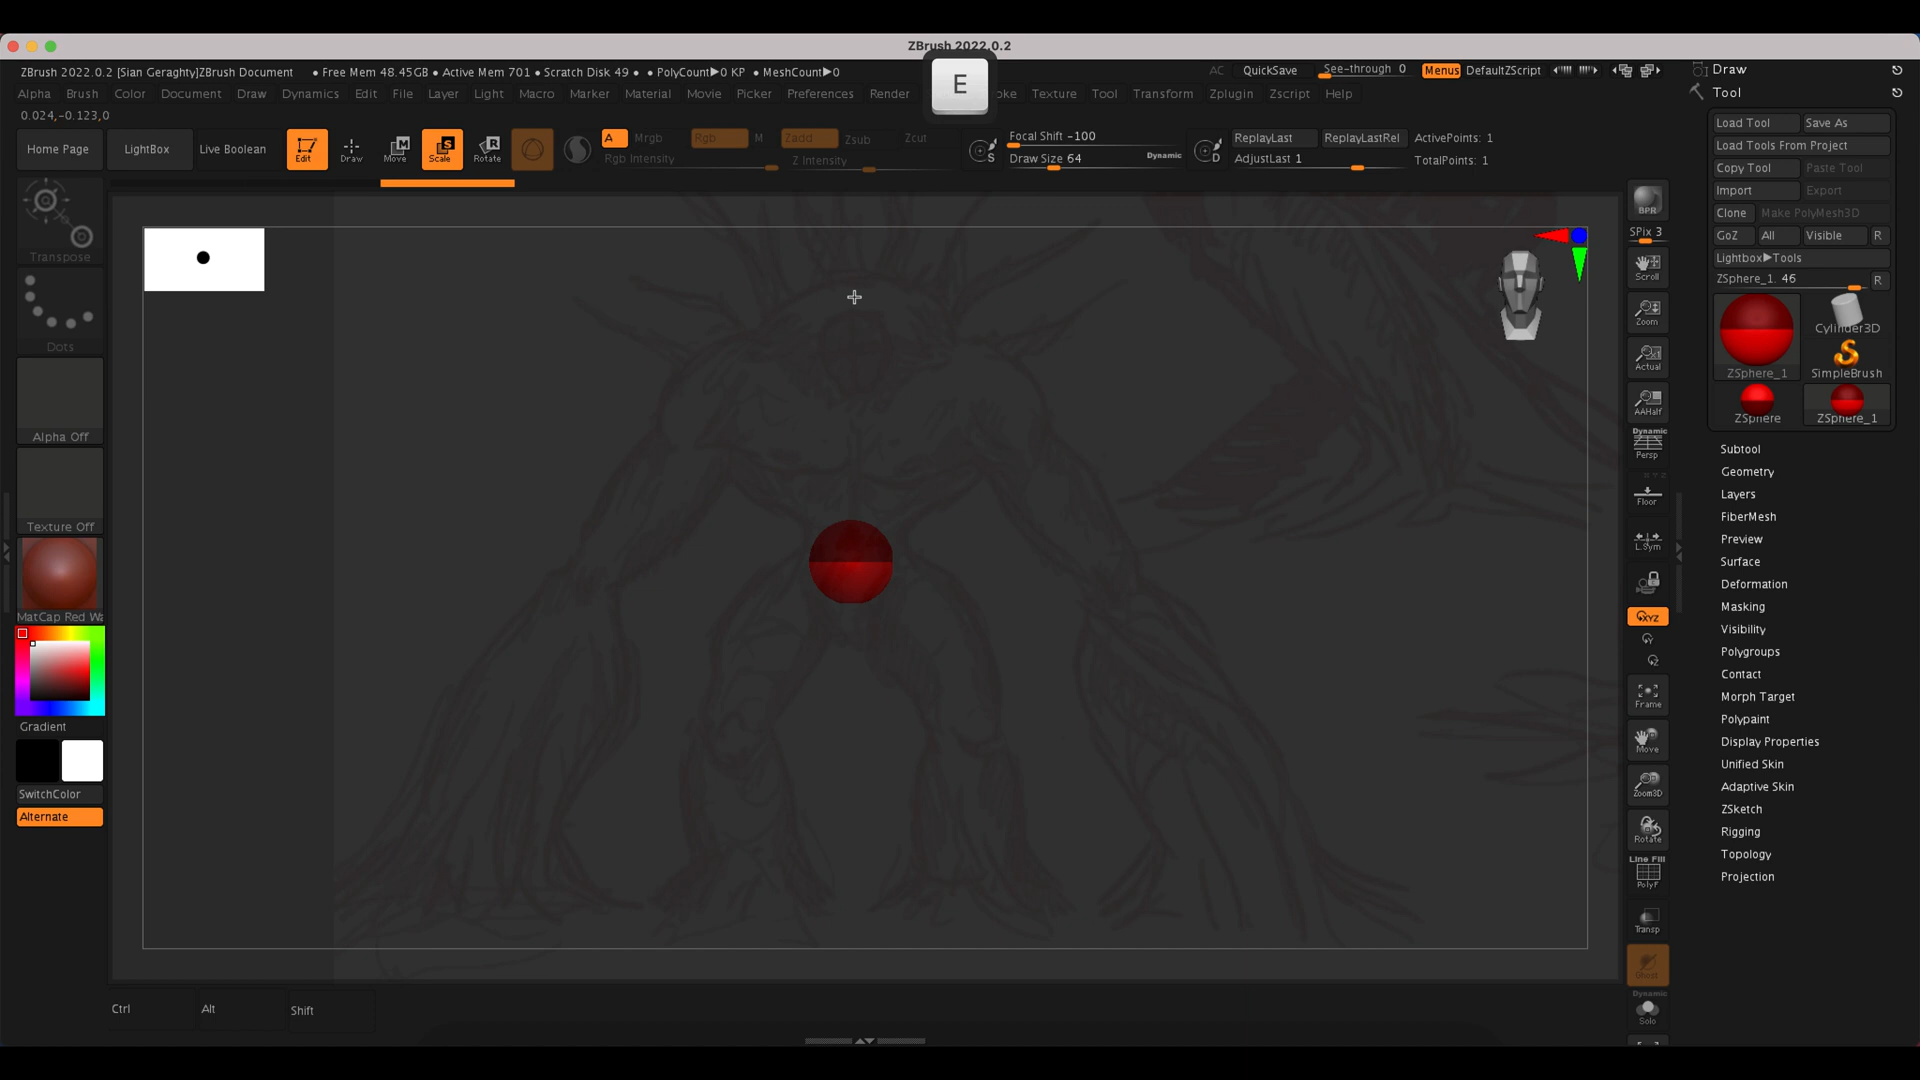 ZBrush 2022.0.2
E
ZBrush 2022.0.2 [Sian Geraghty]ZBrush Document • Free Mem 48.45GB • Active Mem 701 • Scratch Disk 49 • • PolyCount▶0 KP • MeshCount▶0
AC QuickSave See-through 0 Menus DefaultZScript
Alpha Brush Color Document Draw Dynamics Edit File Layer Light Macro Marker Material Movie Picker Preferences Render oke Texture Tool Transform Zplugin Zscript Help
0.024,-0.123,0
Home Page LightBox Live Boolean Edit Draw Move Scale Rotate
A Mrgb Rgb M Zadd Zsub Zcut
Rgb Intensity Z Intensity
Focal Shift -100
Draw Size 64 Dynamic
S
D
ReplayLast ReplayLastRel ActivePoints: 1
AdjustLast 1 TotalPoints: 1
Transpose
Dots
Alpha Off
Texture Off
MatCap Red Wa
Gradient
SwitchColor
Alternate
Ctrl Alt Shift
BPR
SPix 3
Scroll
Zoom
Actual
AAHalf
Dynamic
Persp
Floor
L.Sym
XYZ
Y
Z
Frame
Move
Zoom3D
Rotate
Line Fill
PolyF
Transp
Ghost
Dynamic
Solo
Draw
Tool
Load Tool Save As
Load Tools From Project
Copy Tool Paste Tool
Import Export
Clone Make PolyMesh3D
GoZ All Visible R
Lightbox▶Tools
ZSphere_1. 46 R
Cylinder3D
ZSphere_1 SimpleBrush
ZSphere ZSphere_1
Subtool
Geometry
Layers
FiberMesh
Preview
Surface
Deformation
Masking
Visibility
Polygroups
Contact
Morph Target
Polypaint
Display Properties
Unified Skin
Adaptive Skin
ZSketch
Rigging
Topology
Projection